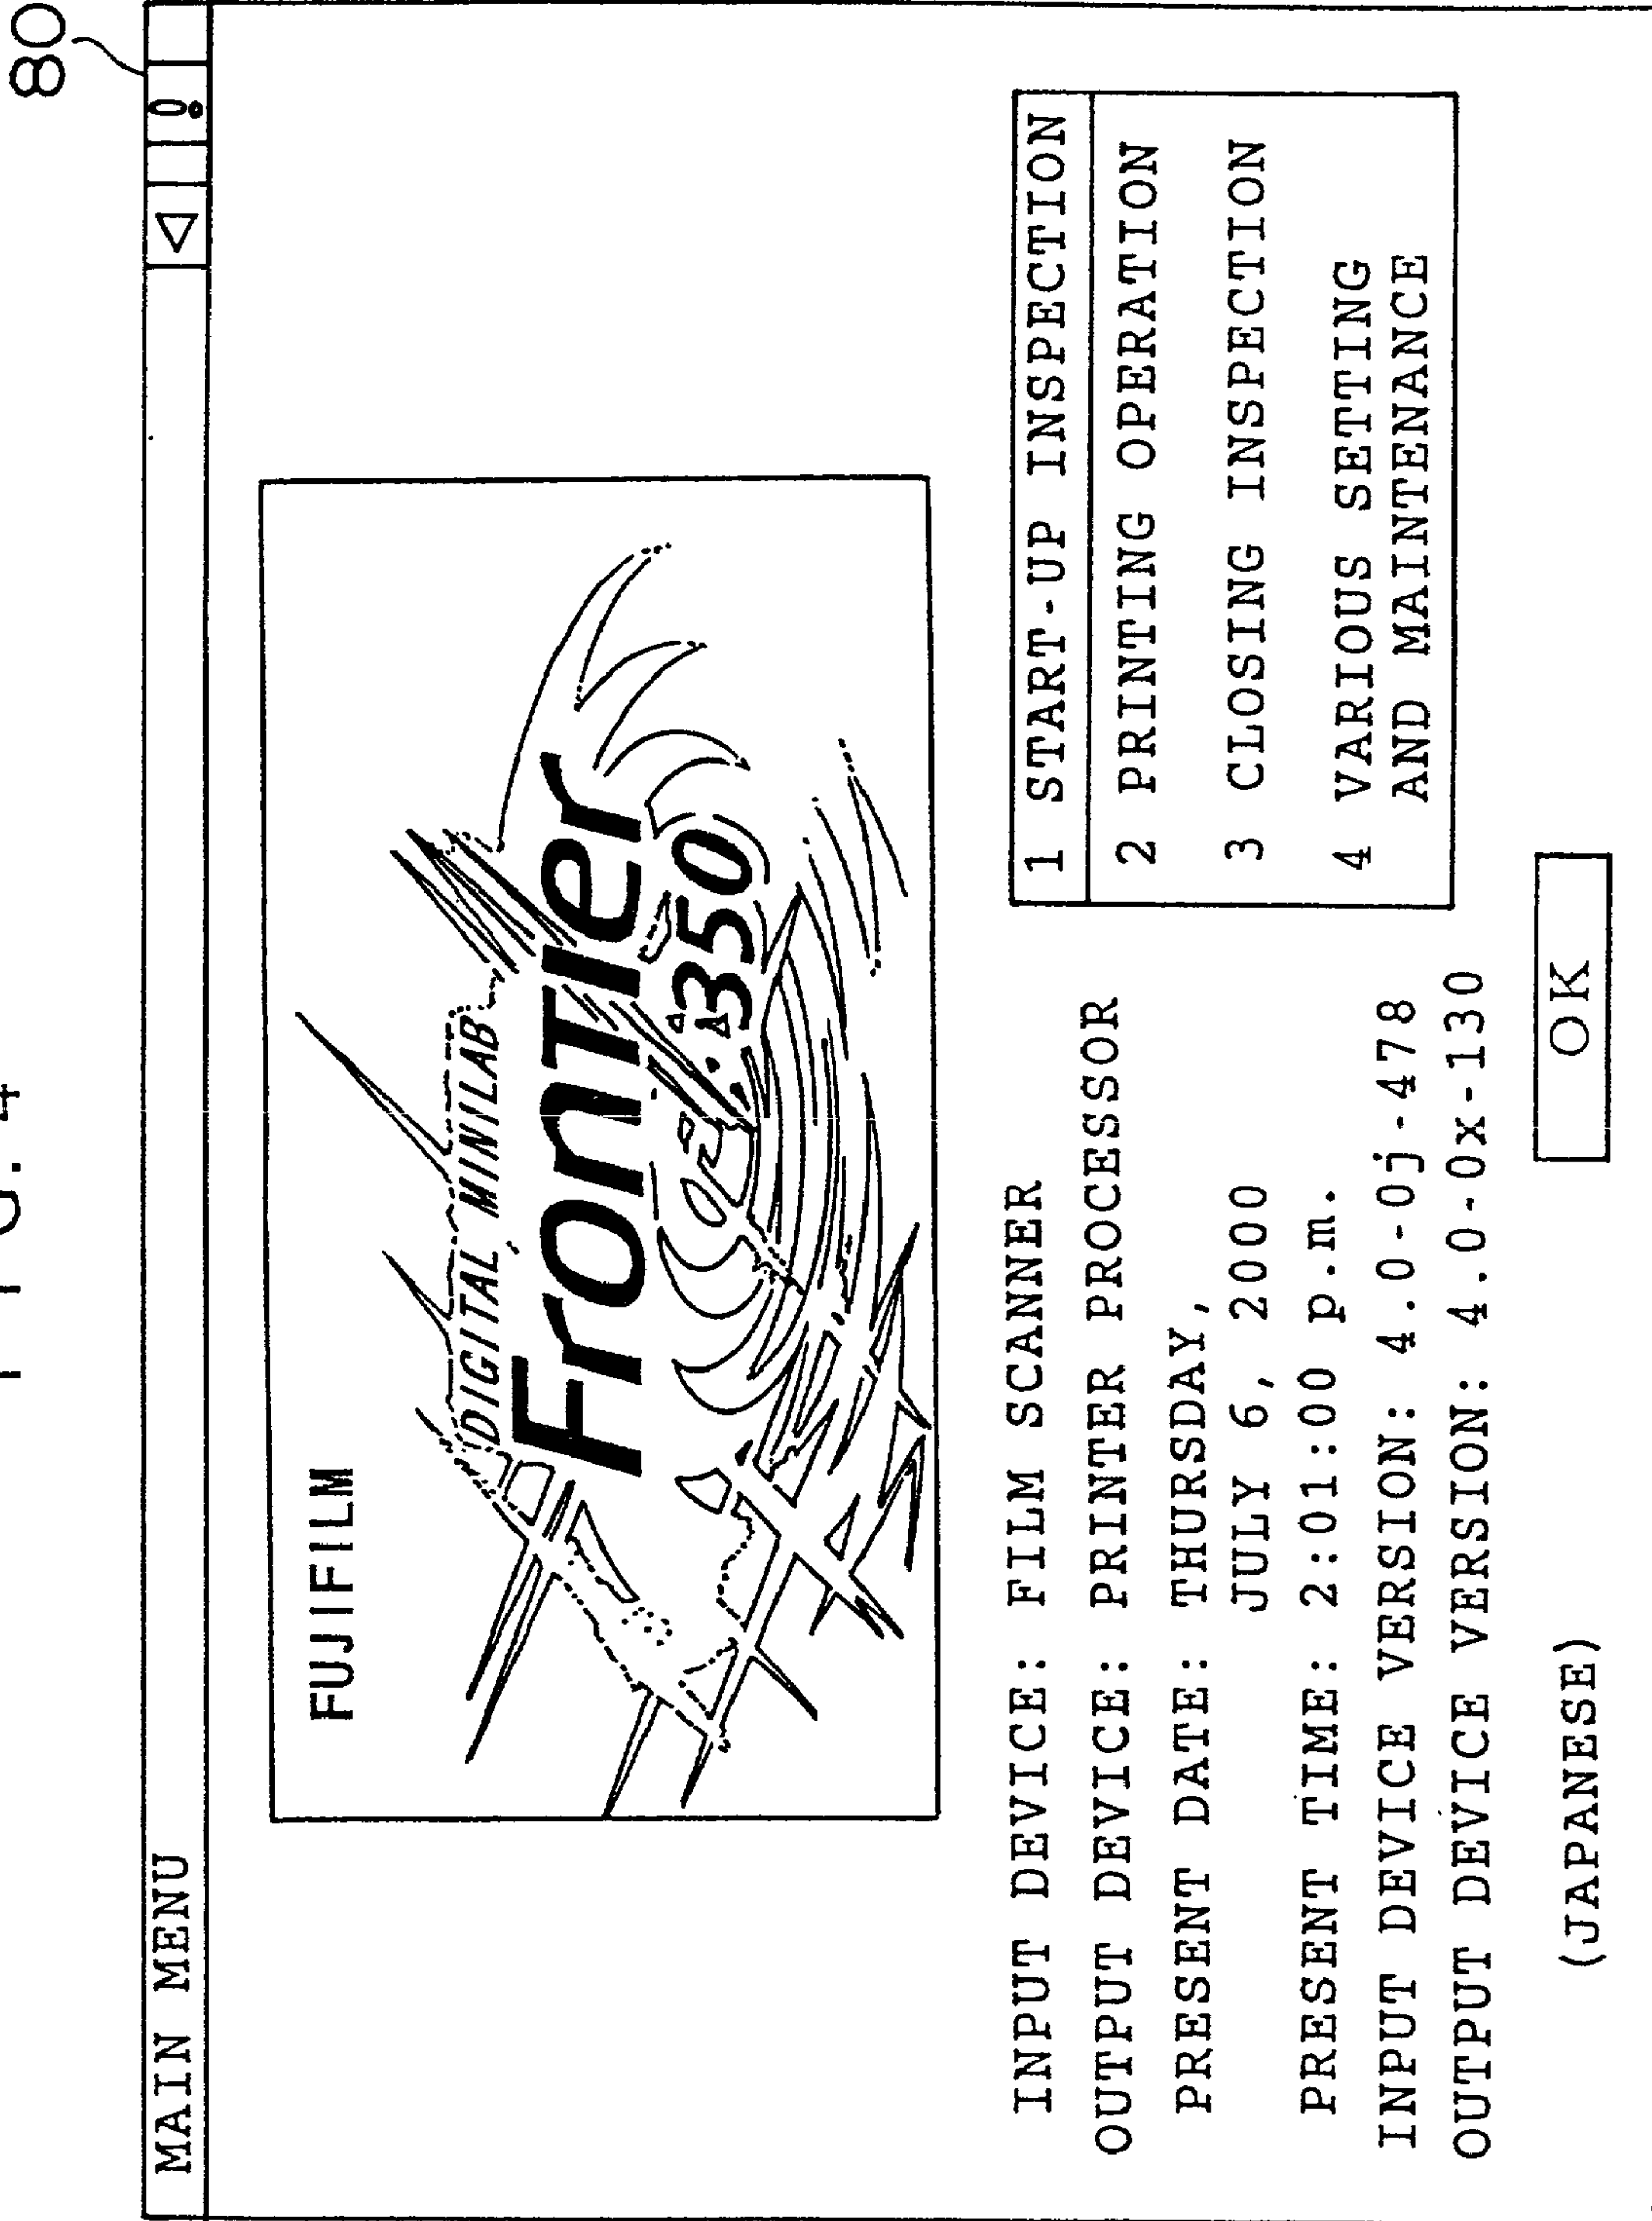 80
MAIN MENU
FUJIFILM
DIGITAL MINILAB
Frontier
350
INPUT DEVICE: FILM SCANNER
OUTPUT DEVICE: PRINTER PROCESSOR
PRESENT DATE: THURSDAY,
JULY 6, 2000
PRESENT TIME: 2:01:00 p.m.
INPUT DEVICE VERSION: 4.0-0j-478
OUTPUT DEVICE VERSION: 4.0-0x-130
(JAPANESE)
1 START-UP INSPECTION
2 PRINTING OPERATION
3 CLOSING INSPECTION
4 VARIOUS SETTING
AND MAINTENANCE
OK